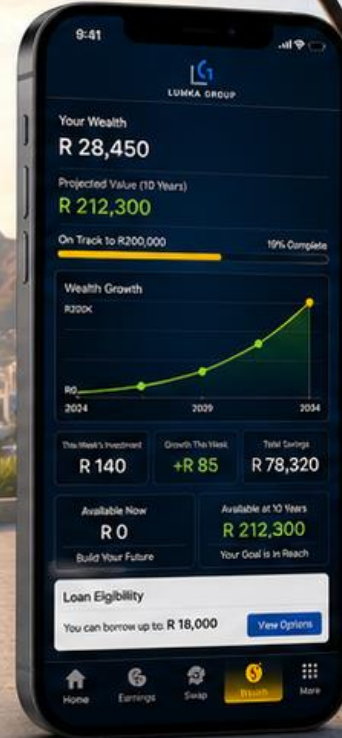 9:41
LUMKA GROUP
Your Wealth
R 28,450
Projected Value (10 Years)
R 212,300
On Track to R200,000 19% Complete
Wealth Growth
R200K
R0
2024 2029 2034
This Week's Investment Growth This Week Total Savings
R 140 +R 85 R 78,320
Available Now Available at 10 Years
R 0 R 212,300
Build Your Future Your Goal is in Reach
Loan Eligibility
You can borrow up to: R 18,000 View Options
Home Earnings Swap More